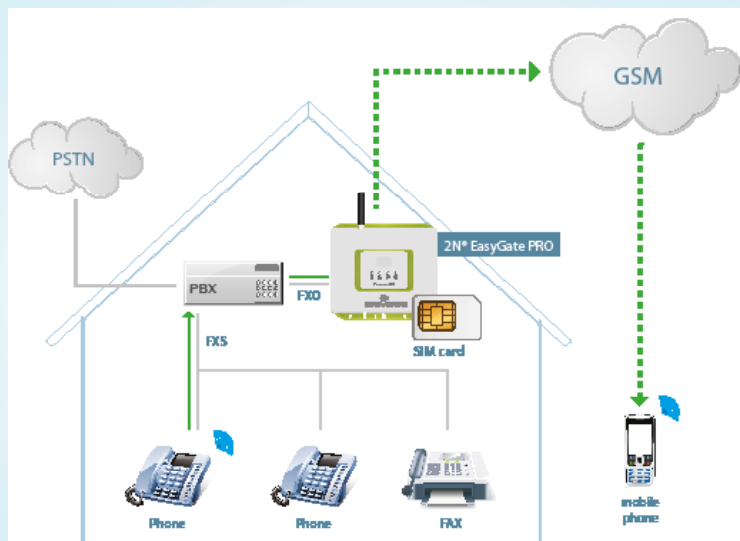 GSM
PSTN
2N® EasyGate PRO
PBX
FXO
SIM card
FXS
Phone
Phone
FAX
mobile
phone